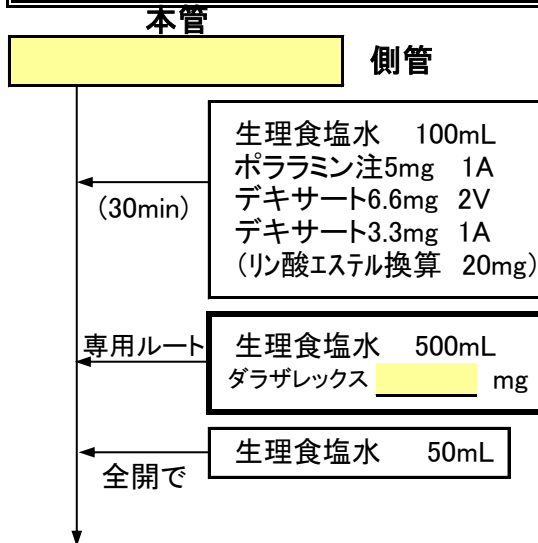 本管
側管
生理食塩水 100mL
ポララミン注5mg 1A
デキサート6.6mg 2V
(30min)
デキサート3.3mg 1A
(リン酸エステル換算 20mg)
専用ルート
生理食塩水 500mL
ダラザレックス mg
生理食塩水 50mL
全開で